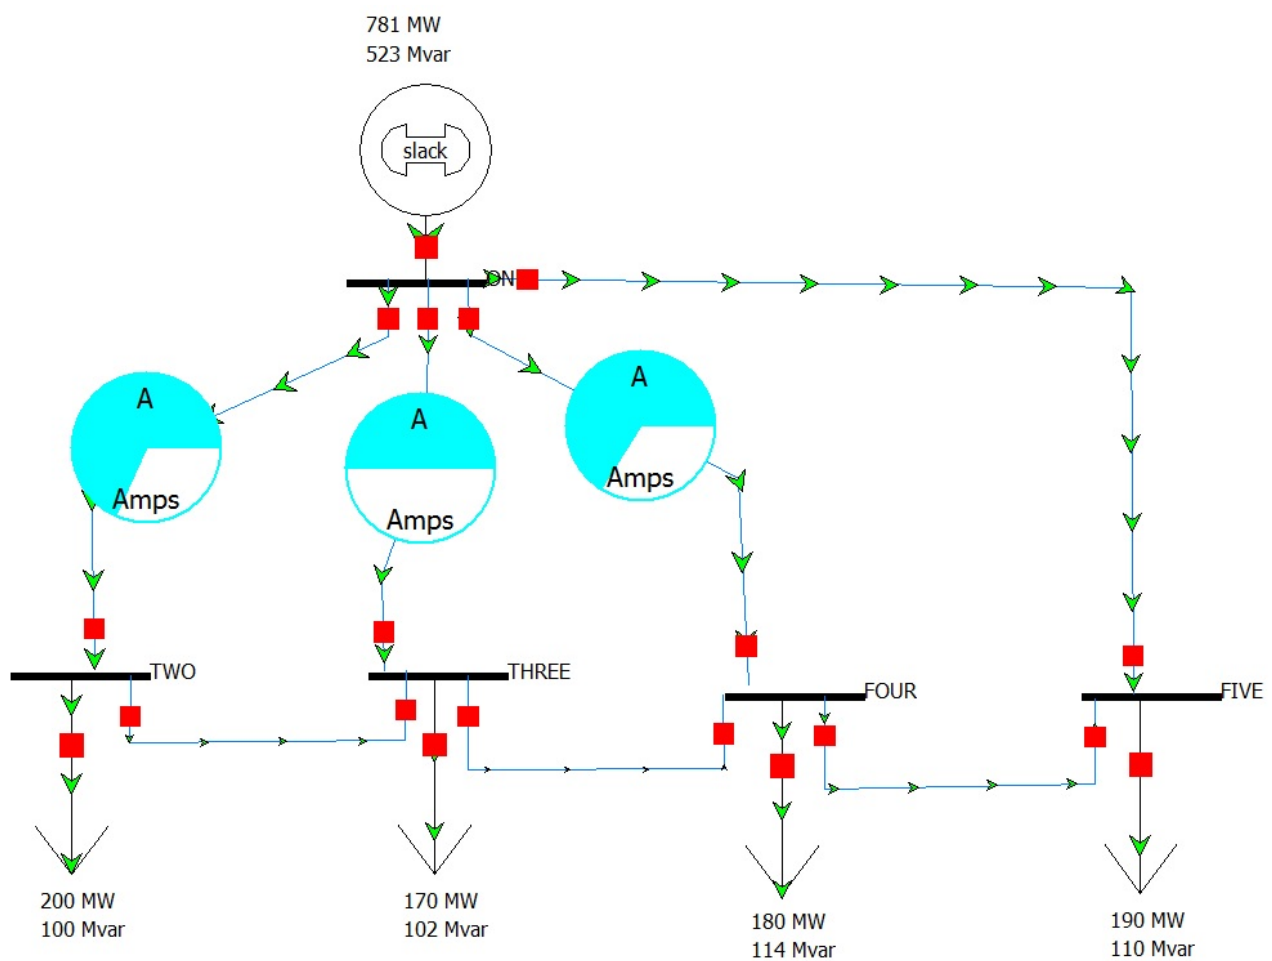 781 MW
523 Mvar
slack
ON
A
A
A
Amps
Amps
Amps
TWO
THREE
FOUR
FIVE
200 MW
100 Mvar
170 MW
102 Mvar
180 MW
114 Mvar
190 MW
110 Mvar